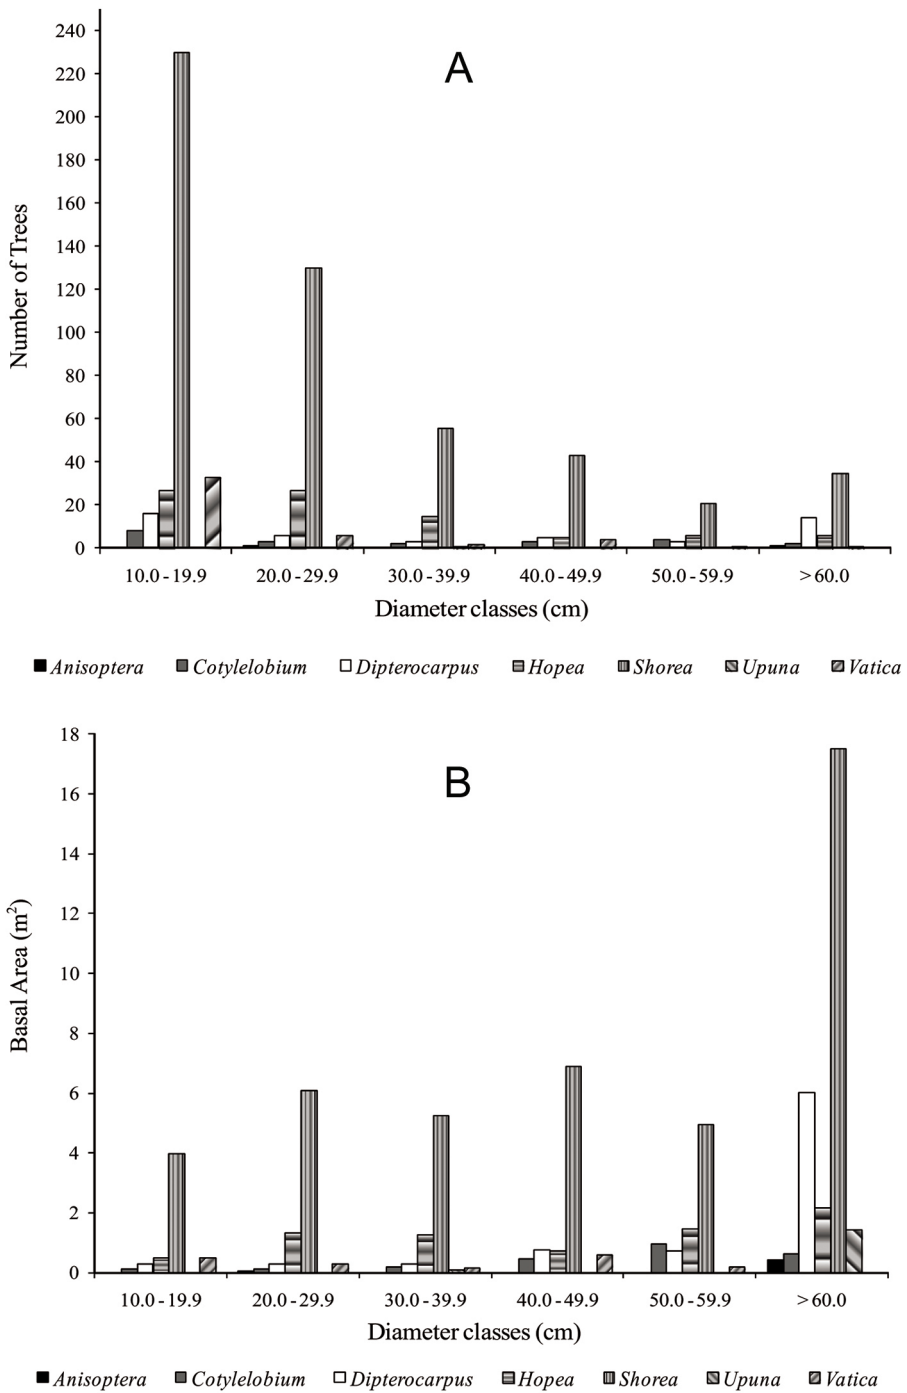 A
Number of Trees
240
220
200
180
160
140
120
100
80
60
40
20
0
10.0 - 19.9 20.0 - 29.9 30.0 - 39.9 40.0 - 49.9 50.0 - 59.9 > 60.0
Diameter classes (cm)
Anisoptera Cotylelobium Dipterocarpus Hopea Shorea Upuna Vatica
B
Basal Area (m²)
18
16
14
12
10
8
6
4
2
0
10.0 - 19.9 20.0 - 29.9 30.0 - 39.9 40.0 - 49.9 50.0 - 59.9 > 60.0
Diameter classes (cm)
Anisoptera Cotylelobium Dipterocarpus Hopea Shorea Upuna Vatica